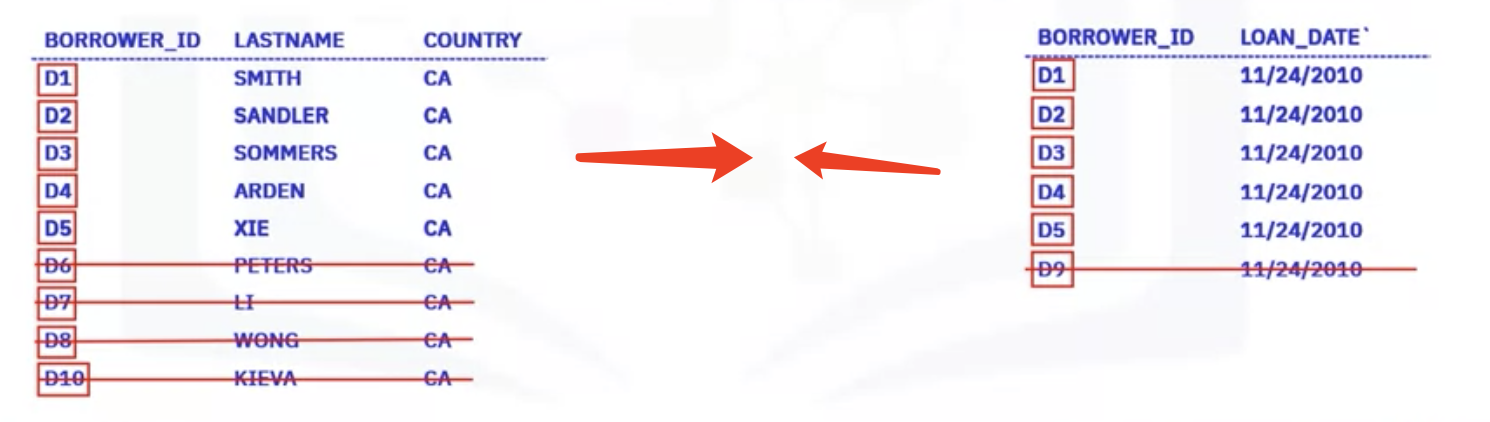 BORROWER_ID LASTNAME COUNTRY
D1 SMITH CA
D2 SANDLER CA
D3 SOMMERS CA
D4 ARDEN CA
D5 XIE CA
D6 PETERS CA
D7 LI CA
D8 WONG CA
D10 KIEVA CA
BORROWER_ID LOAN_DATE`
D1 11/24/2010
D2 11/24/2010
D3 11/24/2010
D4 11/24/2010
D5 11/24/2010
D9 11/24/2010